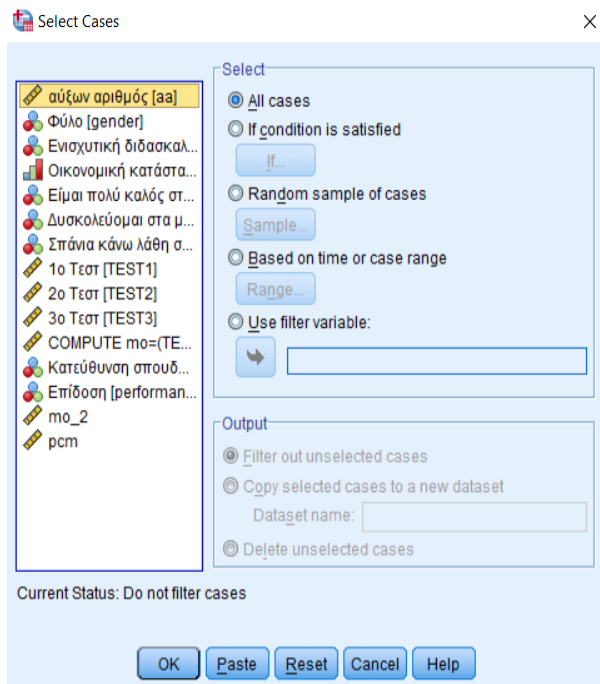 Select Cases
αύξων αριθμός [aa]
Φύλο [gender]
Ενισχυτική διδασκαλ...
Οικονομική κατάστα...
Είμαι πολύ καλός στ...
Δυσκολεύομαι στα μ...
Σπάνια κάνω λάθη σ...
1ο Τεστ [TEST1]
2ο Τεστ [TEST2]
3ο Τεστ [TEST3]
COMPUTE mo=(TE...
Κατεύθυνση σπουδ...
Επίδοση [performan...
mo_2
pcm
Select
All cases
If condition is satisfied
If...
Random sample of cases
Sample...
Based on time or case range
Range...
Use filter variable:
Output
Filter out unselected cases
Copy selected cases to a new dataset
Dataset name:
Delete unselected cases
Current Status: Do not filter cases
OK Paste Reset Cancel Help